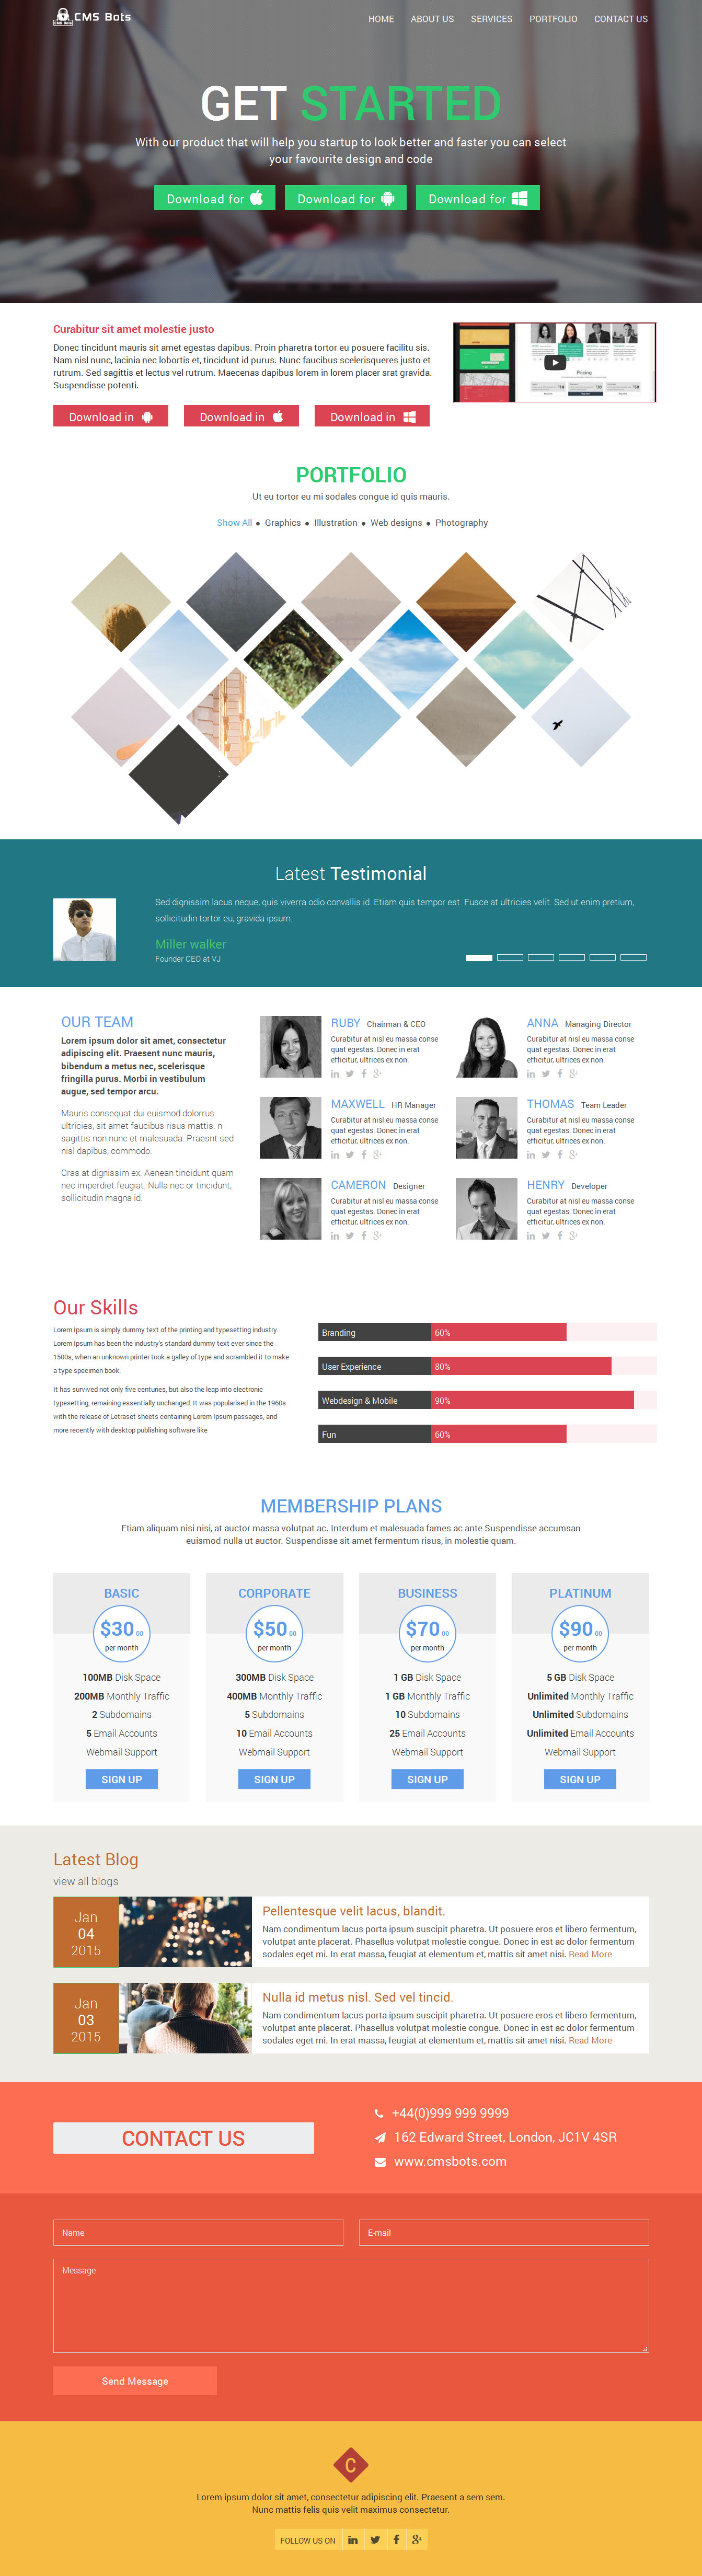 CMS Bots
HOME ABOUT US SERVICES PORTFOLIO CONTACT US
GET STARTED
With our product that will help you startup to look better and faster you can select
your favourite design and code
Download for Download for Download for
Curabitur sit amet molestie justo
Donec tincidunt mauris sit amet egestas dapibus. Proin pharetra tortor eu posuere facilitu sis.
Nam nisl nunc, lacinia nec lobortis et, tincidunt id purus. Nunc faucibus scelerisqueres justo et
rutrum. Sed sagittis et lectus vel rutrum. Maecenas dapibus lorem in lorem placer srat gravida.
Suspendisse potenti.
Pricing
Download in Download in Download in
PORTFOLIO
Ut eu tortor eu mi sodales congue id quis mauris.
Show All Graphics Illustration Web designs Photography
Latest Testimonial
Sed dignissim lacus neque, quis viverra odio convallis id. Etiam quis tempor est. Fusce at ultricies velit. Sed ut enim pretium,
sollicitudin tortor eu, gravida ipsum.
Miller walker
Founder CEO at VJ
OUR TEAM
Lorem ipsum dolor sit amet, consectetur
adipiscing elit. Praesent nunc mauris,
bibendum a metus nec, scelerisque
fringilla purus. Morbi in vestibulum
augue, sed tempor arcu.
Mauris consequat dui euismod dolorrus
ultricies, sit amet faucibus risus mattis. n
sagittis non nunc et malesuada. Praesnt sed
nisl dapibus, commodo.
Cras at dignissim ex. Aenean tincidunt quam
nec imperdiet feugiat. Nulla nec or tincidunt,
sollicitudin magna id.
RUBY Chairman & CEO
Curabitur at nisl eu massa conse
quat egestas. Donec in erat
efficitur, ultrices ex non.
ANNA Managing Director
Curabitur at nisl eu massa conse
quat egestas. Donec in erat
efficitur, ultrices ex non.
MAXWELL HR Manager
Curabitur at nisl eu massa conse
quat egestas. Donec in erat
efficitur, ultrices ex non.
THOMAS Team Leader
Curabitur at nisl eu massa conse
quat egestas. Donec in erat
efficitur, ultrices ex non.
CAMERON Designer
Curabitur at nisl eu massa conse
quat egestas. Donec in erat
efficitur, ultrices ex non.
HENRY Developer
Curabitur at nisl eu massa conse
quat egestas. Donec in erat
efficitur, ultrices ex non.
Our Skills
Lorem Ipsum is simply dummy text of the printing and typesetting industry.
Lorem Ipsum has been the industry's standard dummy text ever since the
1500s, when an unknown printer took a galley of type and scrambled it to make
a type specimen book.
It has survived not only five centuries, but also the leap into electronic
typesetting, remaining essentially unchanged. It was popularised in the 1960s
with the release of Letraset sheets containing Lorem Ipsum passages, and
more recently with desktop publishing software like
Branding 60%
User Experience 80%
Webdesign & Mobile 90%
Fun 60%
MEMBERSHIP PLANS
Etiam aliquam nisi nisi, at auctor massa volutpat ac. Interdum et malesuada fames ac ante Suspendisse accumsan
euismod nulla ut auctor. Suspendisse sit amet fermentum risus, in molestie quam.
BASIC
$30 00
per month
100MB Disk Space
200MB Monthly Traffic
2 Subdomains
5 Email Accounts
Webmail Support
SIGN UP
CORPORATE
$50 00
per month
300MB Disk Space
400MB Monthly Traffic
5 Subdomains
10 Email Accounts
Webmail Support
SIGN UP
BUSINESS
$70 00
per month
1 GB Disk Space
1 GB Monthly Traffic
10 Subdomains
25 Email Accounts
Webmail Support
SIGN UP
PLATINUM
$90 00
per month
5 GB Disk Space
Unlimited Monthly Traffic
Unlimited Subdomains
Unlimited Email Accounts
Webmail Support
SIGN UP
Latest Blog
view all blogs
Jan
04
2015
Pellentesque velit lacus, blandit.
Nam condimentum lacus porta ipsum suscipit pharetra. Ut posuere eros et libero fermentum,
volutpat ante placerat. Phasellus volutpat molestie congue. Donec in est ac dolor fermentum
sodales eget mi. In erat massa, feugiat at elementum et, mattis sit amet nisi. Read More
Jan
03
2015
Nulla id metus nisl. Sed vel tincid.
Nam condimentum lacus porta ipsum suscipit pharetra. Ut posuere eros et libero fermentum,
volutpat ante placerat. Phasellus volutpat molestie congue. Donec in est ac dolor fermentum
sodales eget mi. In erat massa, feugiat at elementum et, mattis sit amet nisi. Read More
CONTACT US
+44(0)999 999 9999
162 Edward Street, London, JC1V 4SR
www.cmsbots.com
Name
E-mail
Message
Send Message
C
Lorem ipsum dolor sit amet, consectetur adipiscing elit. Praesent a sem sem.
Nunc mattis felis quis velit maximus consectetur.
FOLLOW US ON